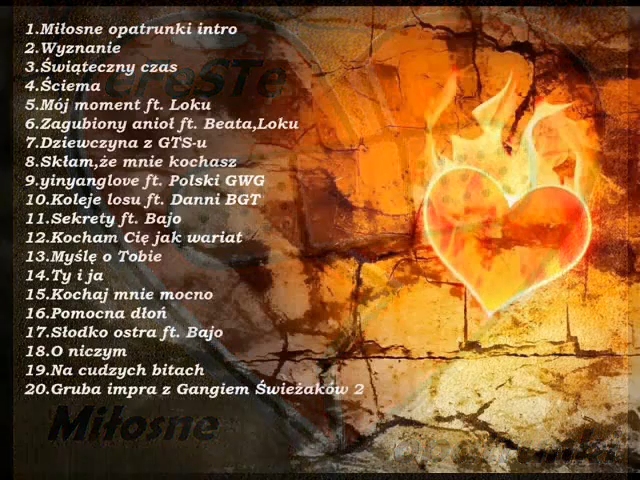 1.Miłosne opatrunki intro
2.Wyznanie
3.Świąteczny czas
4.Ściema
5.Mój moment ft. Loku
6.Zagubiony anioł ft. Beata,Loku
7.Dziewczyna z GTS-u
8.Skłam,że mnie kochasz
9.yinyanglove ft. Polski GWG
10.Koleje losu ft. Danni BGT
11.Sekrety ft. Bajo
12.Kocham Cię jak wariat
13.Myślę o Tobie
14.Ty i ja
15.Kochaj mnie mocno
16.Pomocna dłoń
17.Słodko ostra ft. Bajo
18.O niczym
19.Na cudzych bitach
20.Gruba impra z Gangiem Świeżaków 2
Miłosne